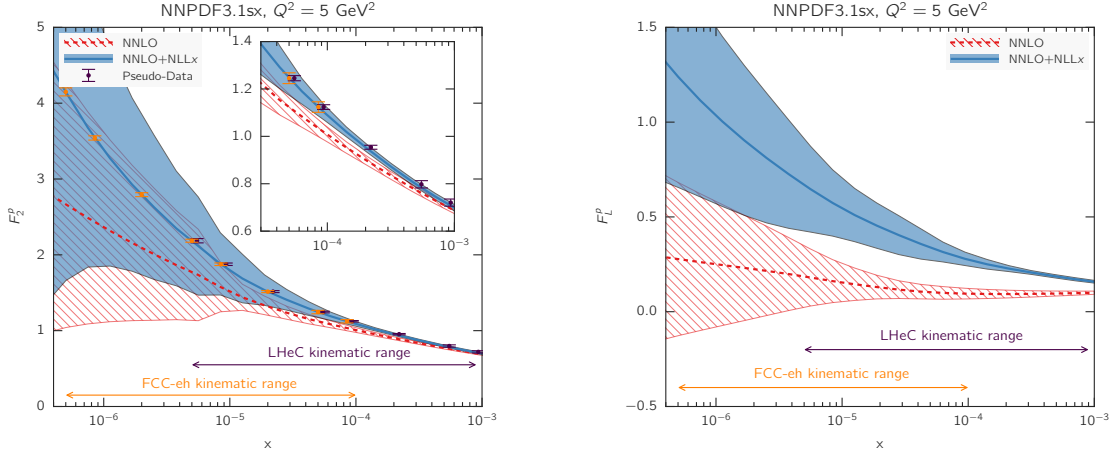 NNPDF3.1sx, Q² = 5 GeV²
5
4
3
2
1
0
F₂ᵖ
NNLO
NNLO+NLLx
Pseudo-Data
1.4
1.2
1.0
0.8
0.6
10⁻⁴
10⁻³
LHeC kinematic range
FCC-eh kinematic range
10⁻⁶
10⁻⁵
10⁻⁴
10⁻³
x
NNPDF3.1sx, Q² = 5 GeV²
1.5
1.0
0.5
0.0
−0.5
F_Lᵖ
NNLO
NNLO+NLLx
LHeC kinematic range
FCC-eh kinematic range
10⁻⁶
10⁻⁵
10⁻⁴
10⁻³
x